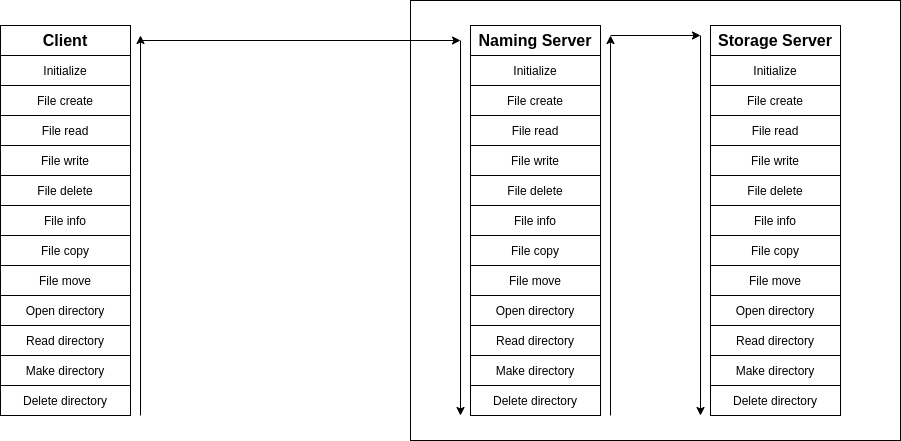 Client
Initialize
File create
File read
File write
File delete
File info
File copy
File move
Open directory
Read directory
Make directory
Delete directory
Naming Server
Initialize
File create
File read
File write
File delete
File info
File copy
File move
Open directory
Read directory
Make directory
Delete directory
Storage Server
Initialize
File create
File read
File write
File delete
File info
File copy
File move
Open directory
Read directory
Make directory
Delete directory